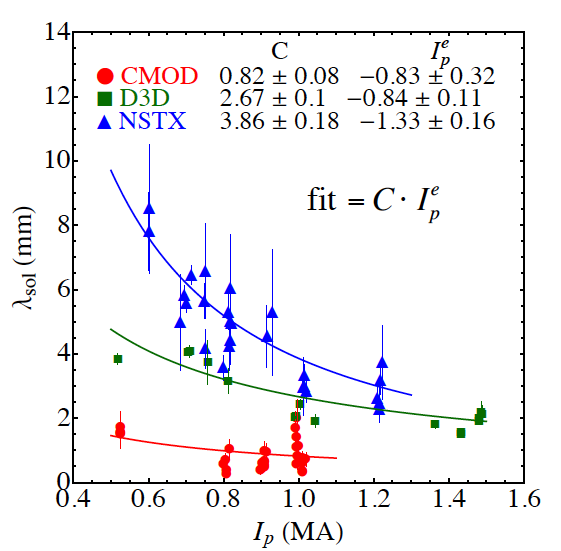 C I_p^e
CMOD 0.82 ± 0.08 −0.83 ± 0.32
D3D 2.67 ± 0.1 −0.84 ± 0.11
NSTX 3.86 ± 0.18 −1.33 ± 0.16
fit = C · I_p^e
λ_sol (mm)
14
12
10
8
6
4
2
0
0.4 0.6 0.8 1.0 1.2 1.4 1.6
I_p (MA)